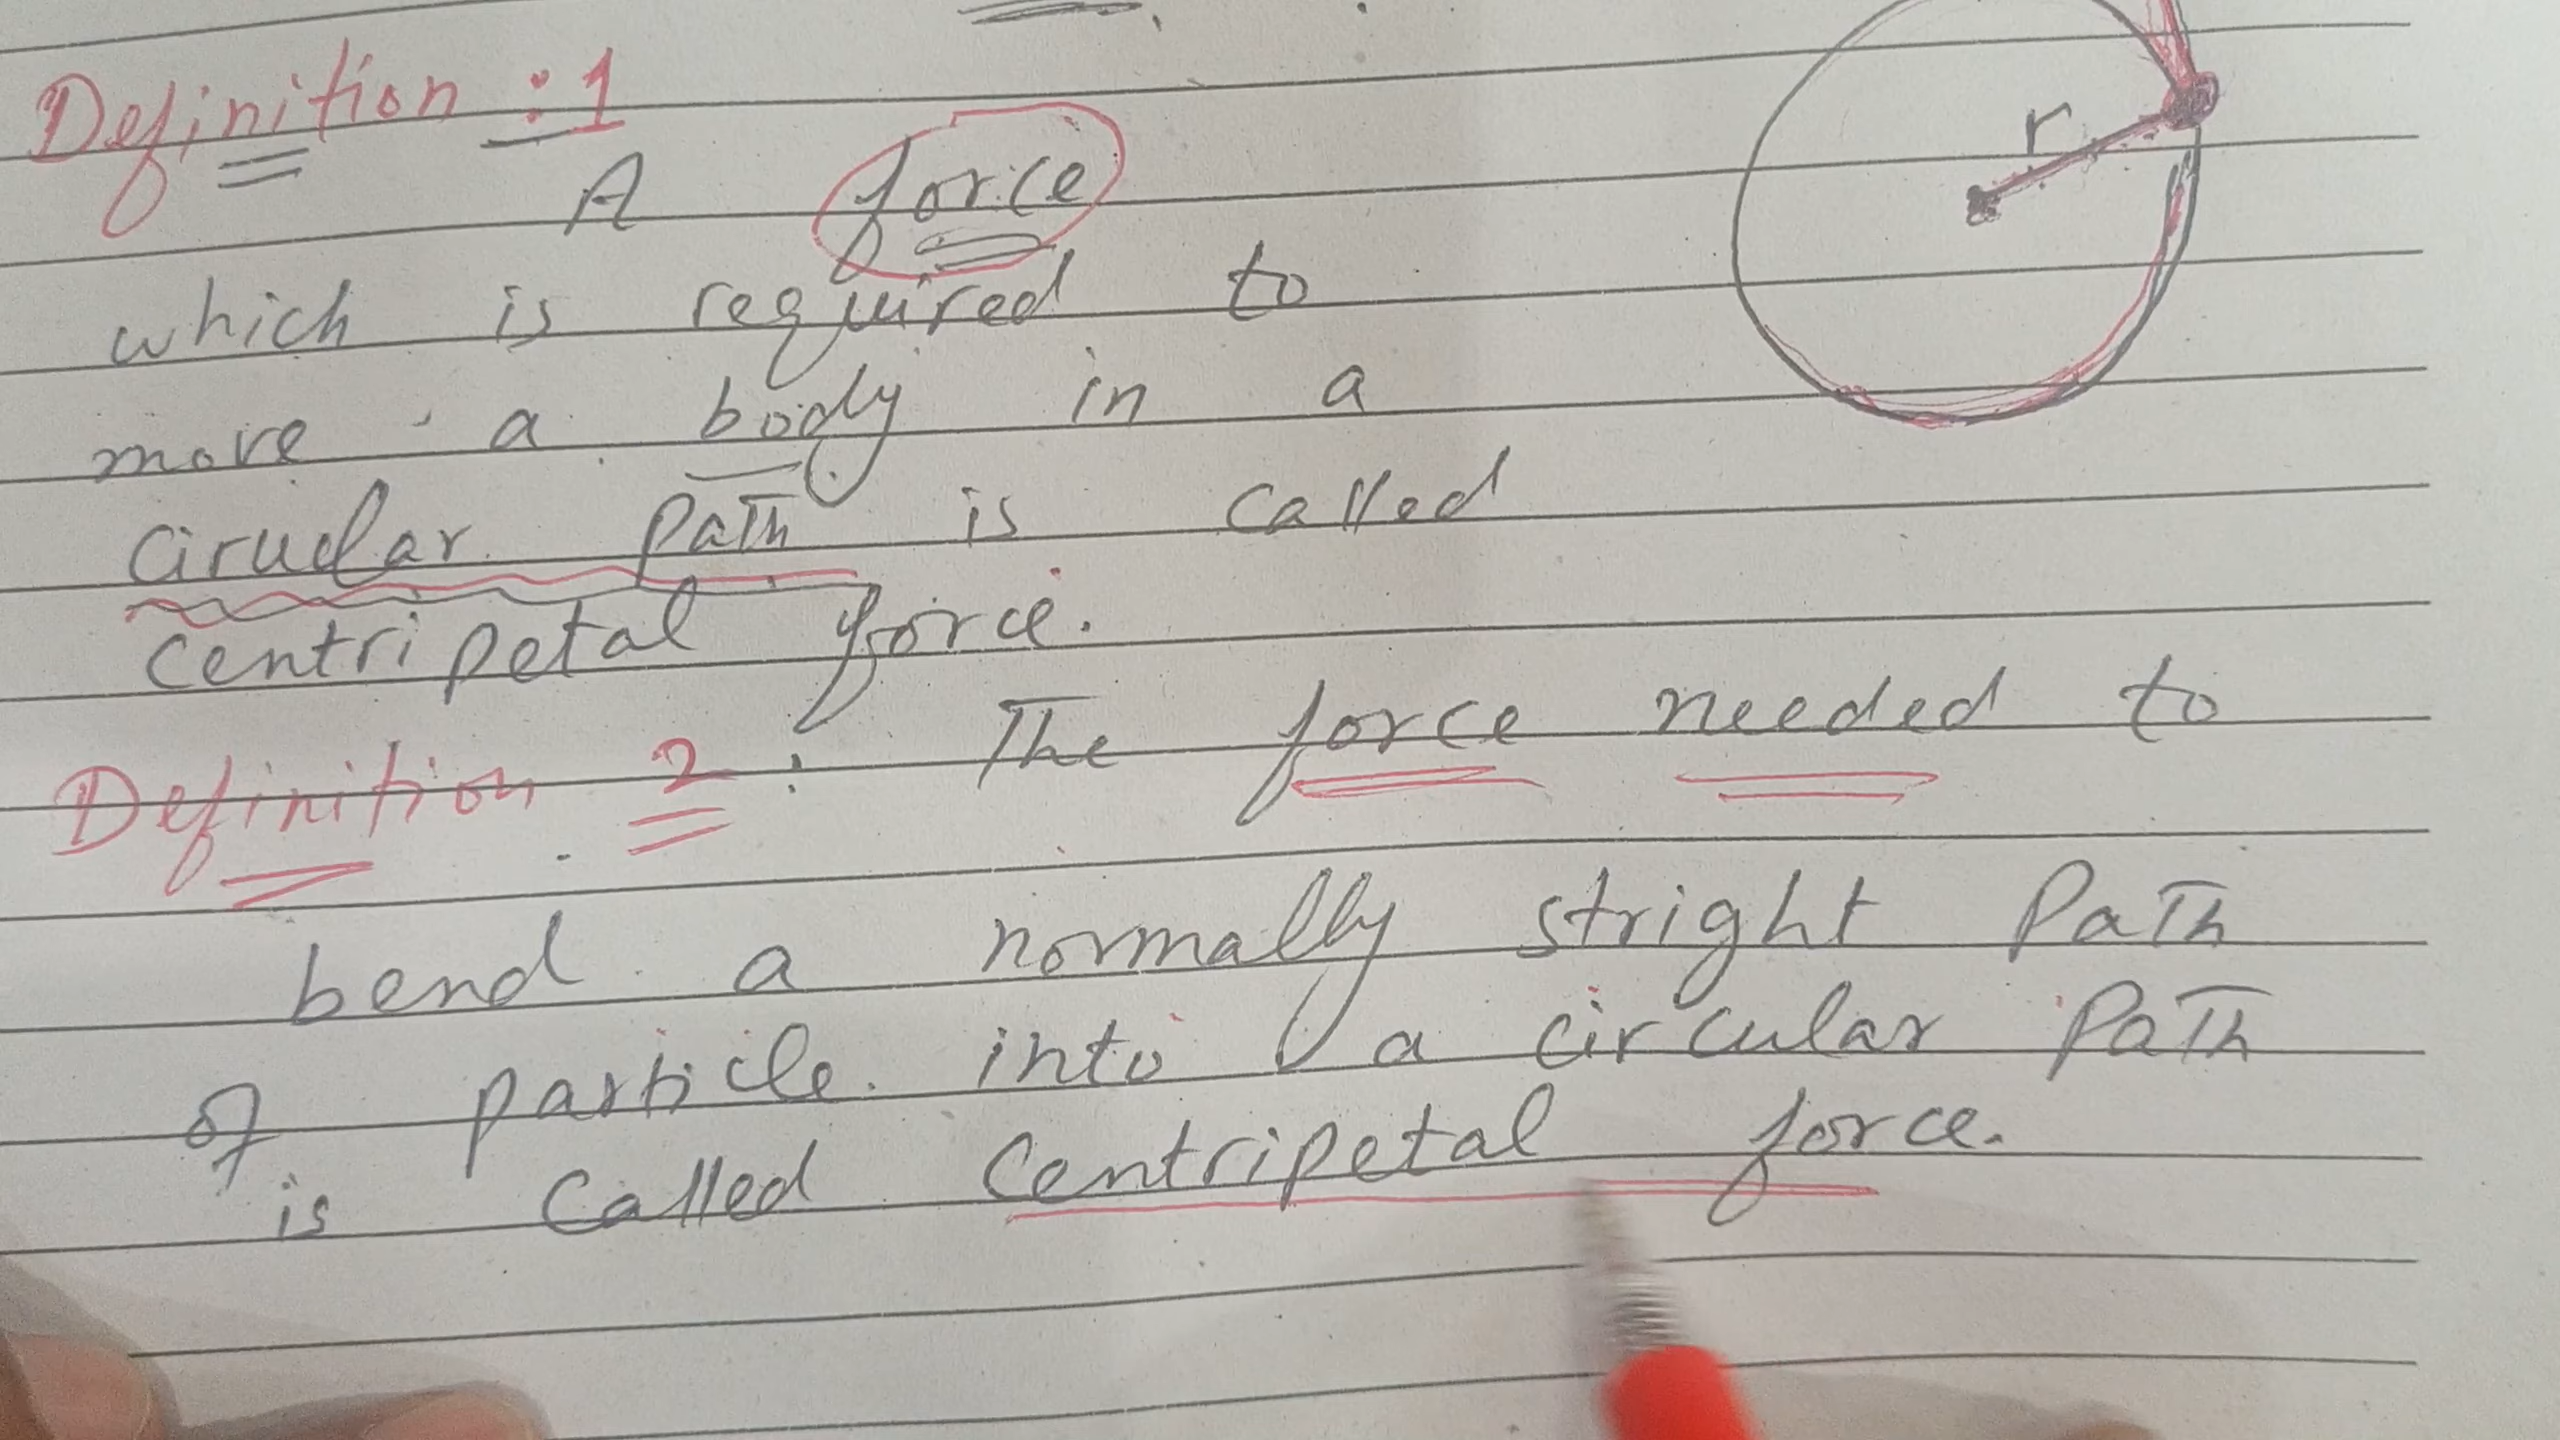 Definition :1
A force
r
which is required to
move a body in a
cirular path is called
centripetal force.
Definition 2 : The force needed to
bend a normally stright Path
of particle. into a circular Path
is called Centripetal force.